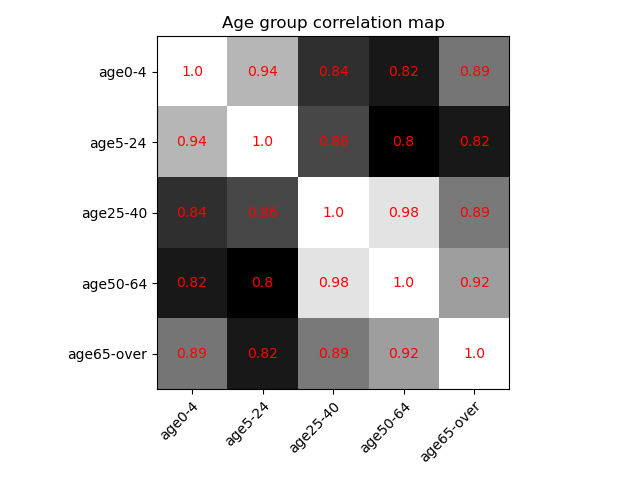 Age group correlation map
age0-4 1.0 0.94 0.84 0.82 0.89
age5-24 0.94 1.0 0.86 0.8 0.82
age25-40 0.84 0.86 1.0 0.98 0.89
age50-64 0.82 0.8 0.98 1.0 0.92
age65-over 0.89 0.82 0.89 0.92 1.0
age0-4 age5-24 age25-40 age50-64 age65-over